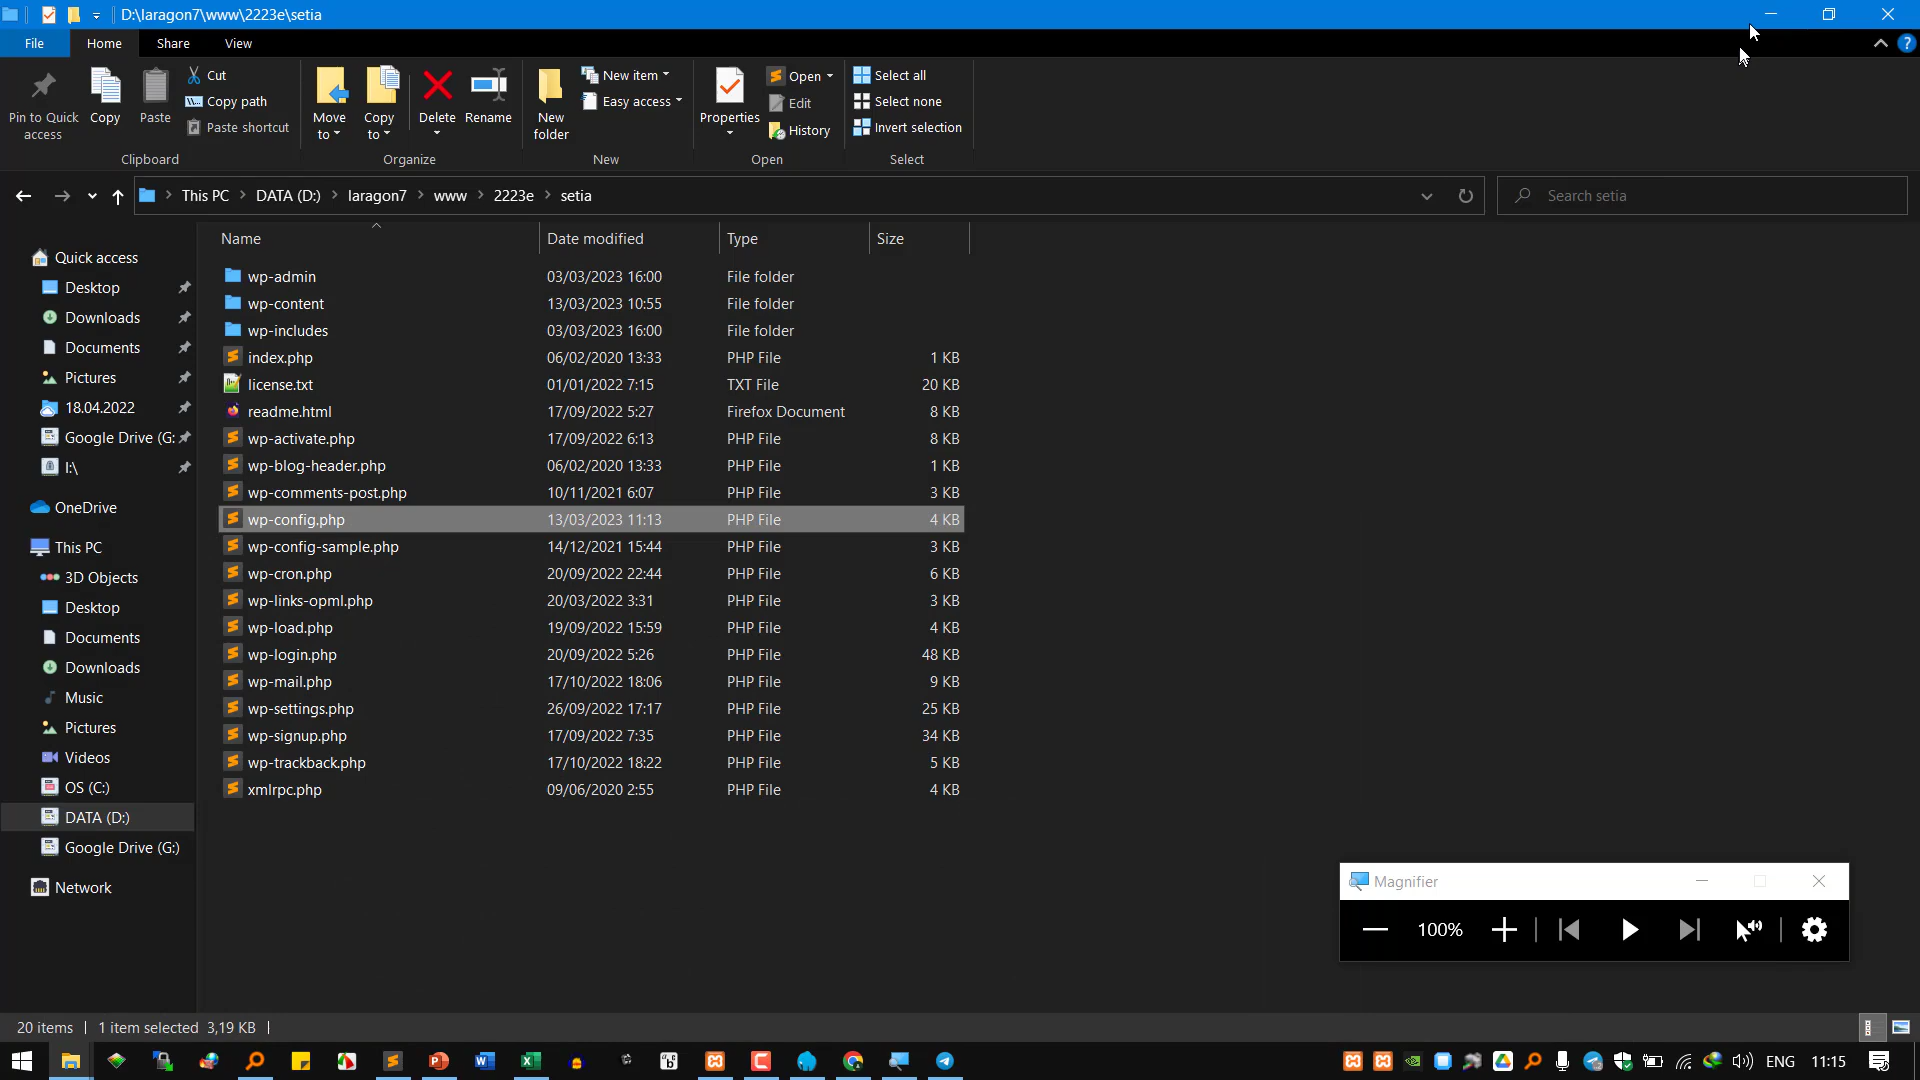 D:\laragon7\www\2223e\setia
File Home Share View
Pin to Quick access
Copy
Paste
Cut
Copy path
Paste shortcut
Clipboard
Move to
Copy to
Delete
Rename
Organize
New folder
New item
Easy access
New
Properties
Open
Edit
History
Open
Select all
Select none
Invert selection
Select
This PC > DATA (D:) > laragon7 > www > 2223e > setia
Search setia
Name Date modified Type Size
Quick access
Desktop
Downloads
Documents
Pictures
18.04.2022
Google Drive (G:
I:\
OneDrive
This PC
3D Objects
Desktop
Documents
Downloads
Music
Pictures
Videos
OS (C:)
DATA (D:)
Google Drive (G:)
Network
wp-admin 03/03/2023 16:00 File folder
wp-content 13/03/2023 10:55 File folder
wp-includes 03/03/2023 16:00 File folder
index.php 06/02/2020 13:33 PHP File 1 KB
license.txt 01/01/2022 7:15 TXT File 20 KB
readme.html 17/09/2022 5:27 Firefox Document 8 KB
wp-activate.php 17/09/2022 6:13 PHP File 8 KB
wp-blog-header.php 06/02/2020 13:33 PHP File 1 KB
wp-comments-post.php 10/11/2021 6:07 PHP File 3 KB
wp-config.php 13/03/2023 11:13 PHP File 4 KB
wp-config-sample.php 14/12/2021 15:44 PHP File 3 KB
wp-cron.php 20/09/2022 22:44 PHP File 6 KB
wp-links-opml.php 20/03/2022 3:31 PHP File 3 KB
wp-load.php 19/09/2022 15:59 PHP File 4 KB
wp-login.php 20/09/2022 5:26 PHP File 48 KB
wp-mail.php 17/10/2022 18:06 PHP File 9 KB
wp-settings.php 26/09/2022 17:17 PHP File 25 KB
wp-signup.php 17/09/2022 7:35 PHP File 34 KB
wp-trackback.php 17/10/2022 18:22 PHP File 5 KB
xmlrpc.php 09/06/2020 2:55 PHP File 4 KB
Magnifier
100%
20 items | 1 item selected 3,19 KB |
ENG 11:15